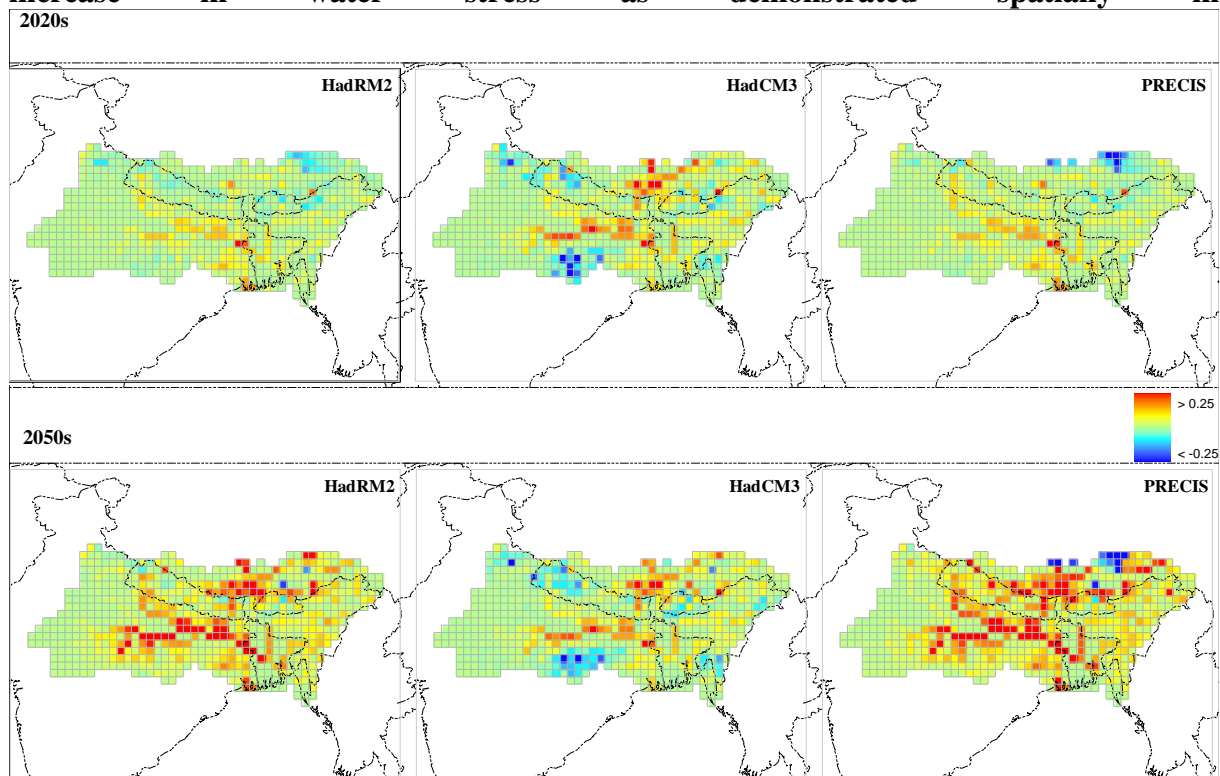 increase in water stress as demonstrated spatially in
2020s
HadRM2
HadCM3
PRECIS
> 0.25
< -0.25
2050s
HadRM2
HadCM3
PRECIS